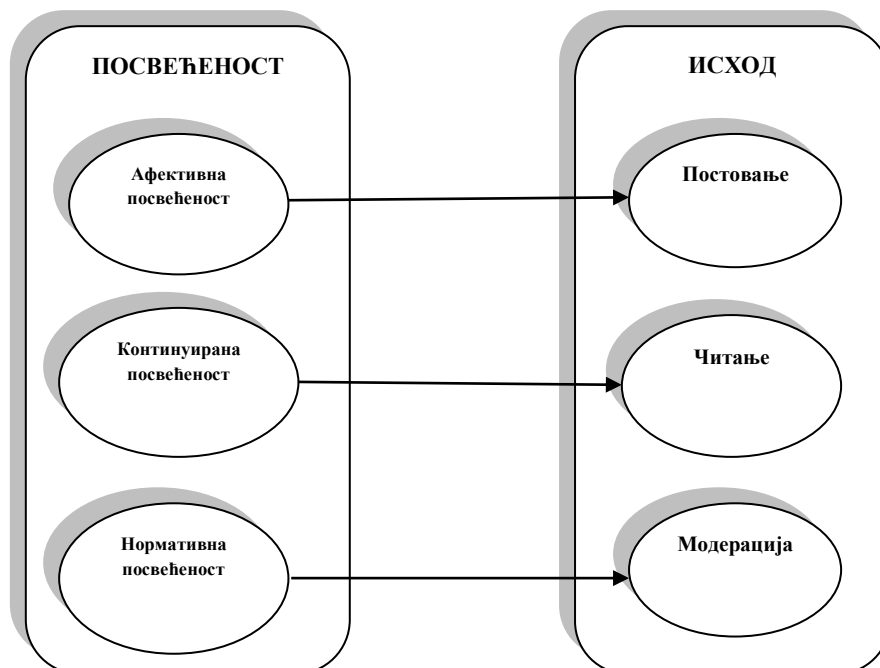 ПОСВЕЋЕНОСТ
Афективна
посвећеност
Континуирана
посвећеност
Нормативна
посвећеност
ИСХОД
Постовање
Читање
Модерација